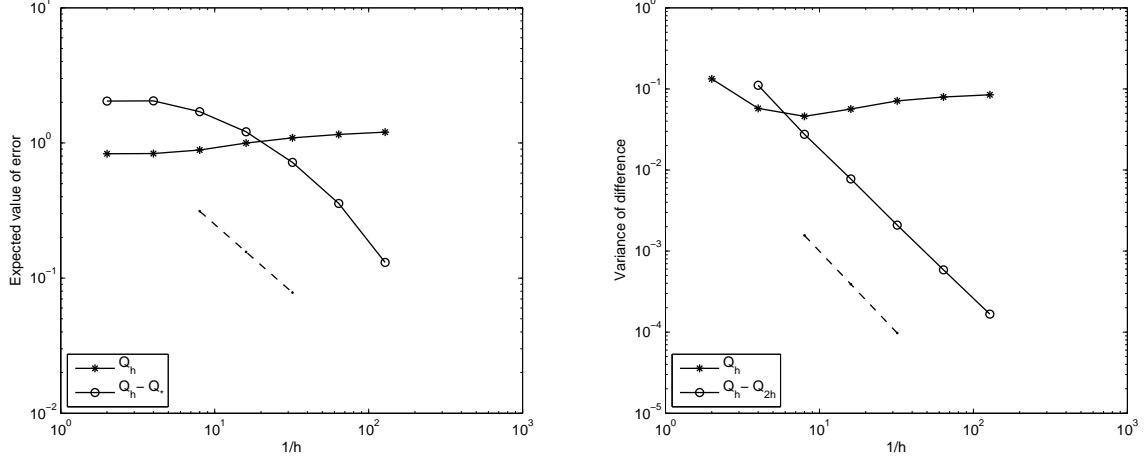 10^1
10^0
10^{-1}
10^{-2}
Expected value of error
Q_h
Q_h − Q_*
10^0
10^1
10^2
10^3
1/h
10^0
10^{-1}
10^{-2}
10^{-3}
10^{-4}
10^{-5}
Variance of difference
Q_h
Q_h − Q_{2h}
10^0
10^1
10^2
10^3
1/h